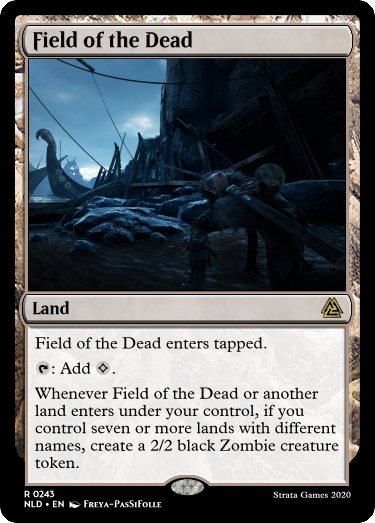 Field of the Dead
Land
Field of the Dead enters tapped.
: Add .
Whenever Field of the Dead or another
land enters under your control, if you
control seven or more lands with different
names, create a 2/2 black Zombie creature
token.
R 0243
NLD • EN Freya-PasSiFolle
Strata Games 2020